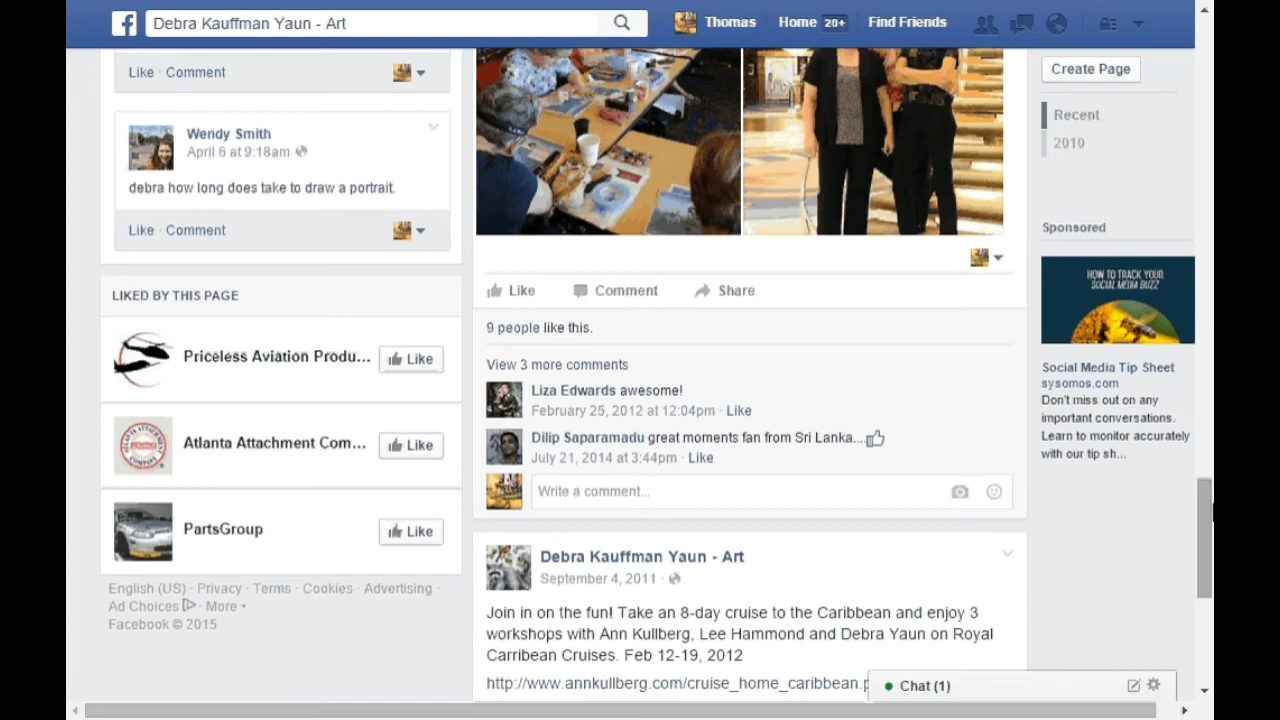 Debra Kauffman Yaun - Art
Thomas
Home 20+
Find Friends
Like · Comment
Wendy Smith
April 6 at 9:18am
debra how long does take to draw a portrait.
Like · Comment
LIKED BY THIS PAGE
Priceless Aviation Produ...
Like
Atlanta Attachment Com...
Like
PartsGroup
Like
English (US) · Privacy · Terms · Cookies · Advertising ·
Ad Choices · More
Facebook © 2015
Like Comment Share
9 people like this.
View 3 more comments
Liza Edwards awesome!
February 25, 2012 at 12:04pm · Like
Dilip Saparamadu great moments fan from Sri Lanka....
July 21, 2014 at 3:44pm · Like
Write a comment...
Debra Kauffman Yaun - Art
September 4, 2011 ·
Join in on the fun! Take an 8-day cruise to the Caribbean and enjoy 3
workshops with Ann Kullberg, Lee Hammond and Debra Yaun on Royal
Carribean Cruises. Feb 12-19, 2012
http://www.annkullberg.com/cruise_home_caribbean.p
Create Page
Recent
2010
Sponsored
HOW TO TRACK YOUR
SOCIAL MEDIA BUZZ
Social Media Tip Sheet
sysomos.com
Don't miss out on any
important conversations.
Learn to monitor accurately
with our tip sh...
Chat (1)